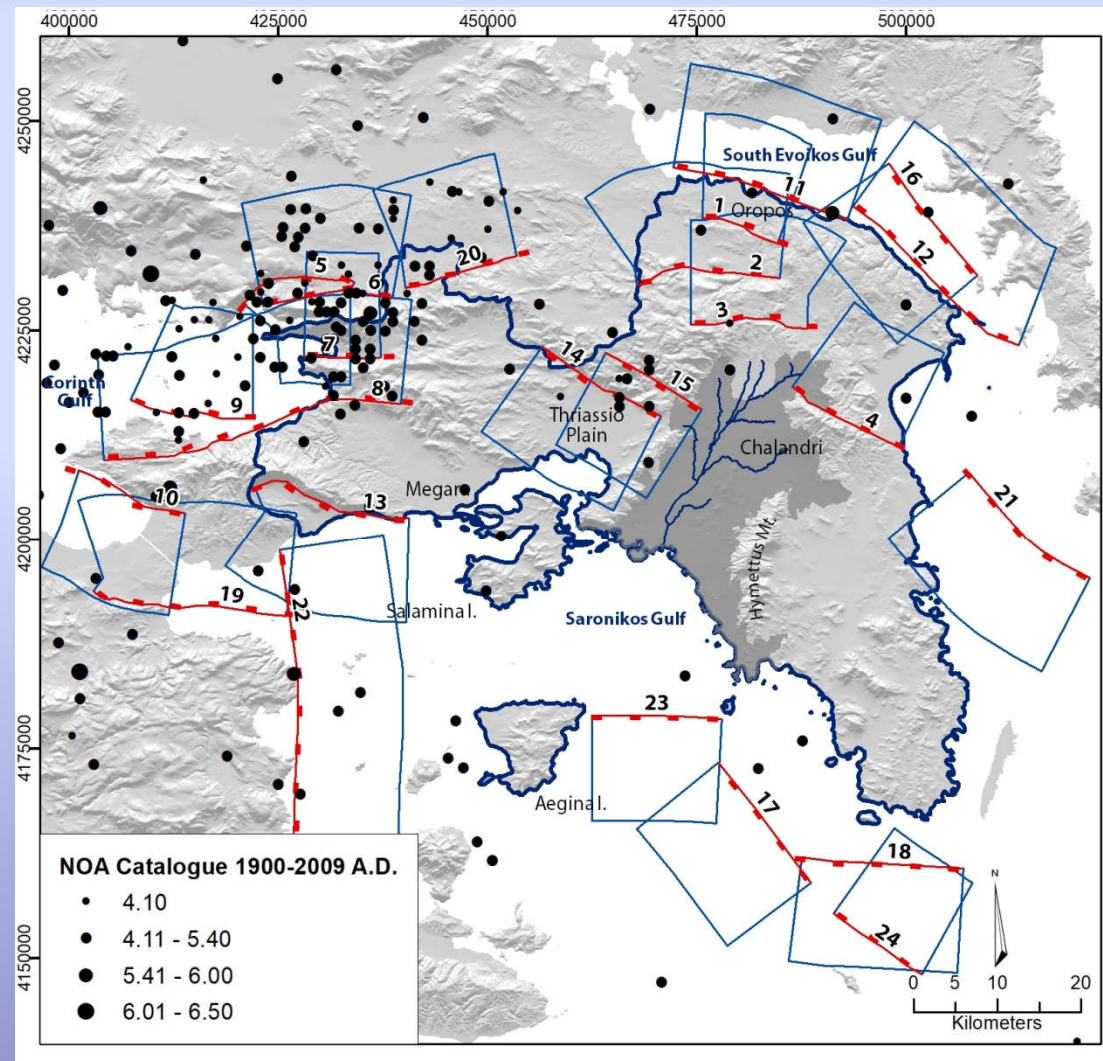 400000
425000
450000
475000
500000
4250000
4225000
4200000
4175000
4150000
South Evoikos Gulf
16
11
1
Oropos
12
20
2
5
6
3
14
15
7
Corinth
Gulf
8
9
Thriassio
Plain
4
Chalandri
Megara
10
13
21
Hymettus Mt.
19
22
Salamina I.
Saronikos Gulf
23
Aegina I.
17
18
24
NOA Catalogue 1900-2009 A.D.
4.10
4.11 - 5.40
5.41 - 6.00
6.01 - 6.50
N
0 5 10 20
Kilometers